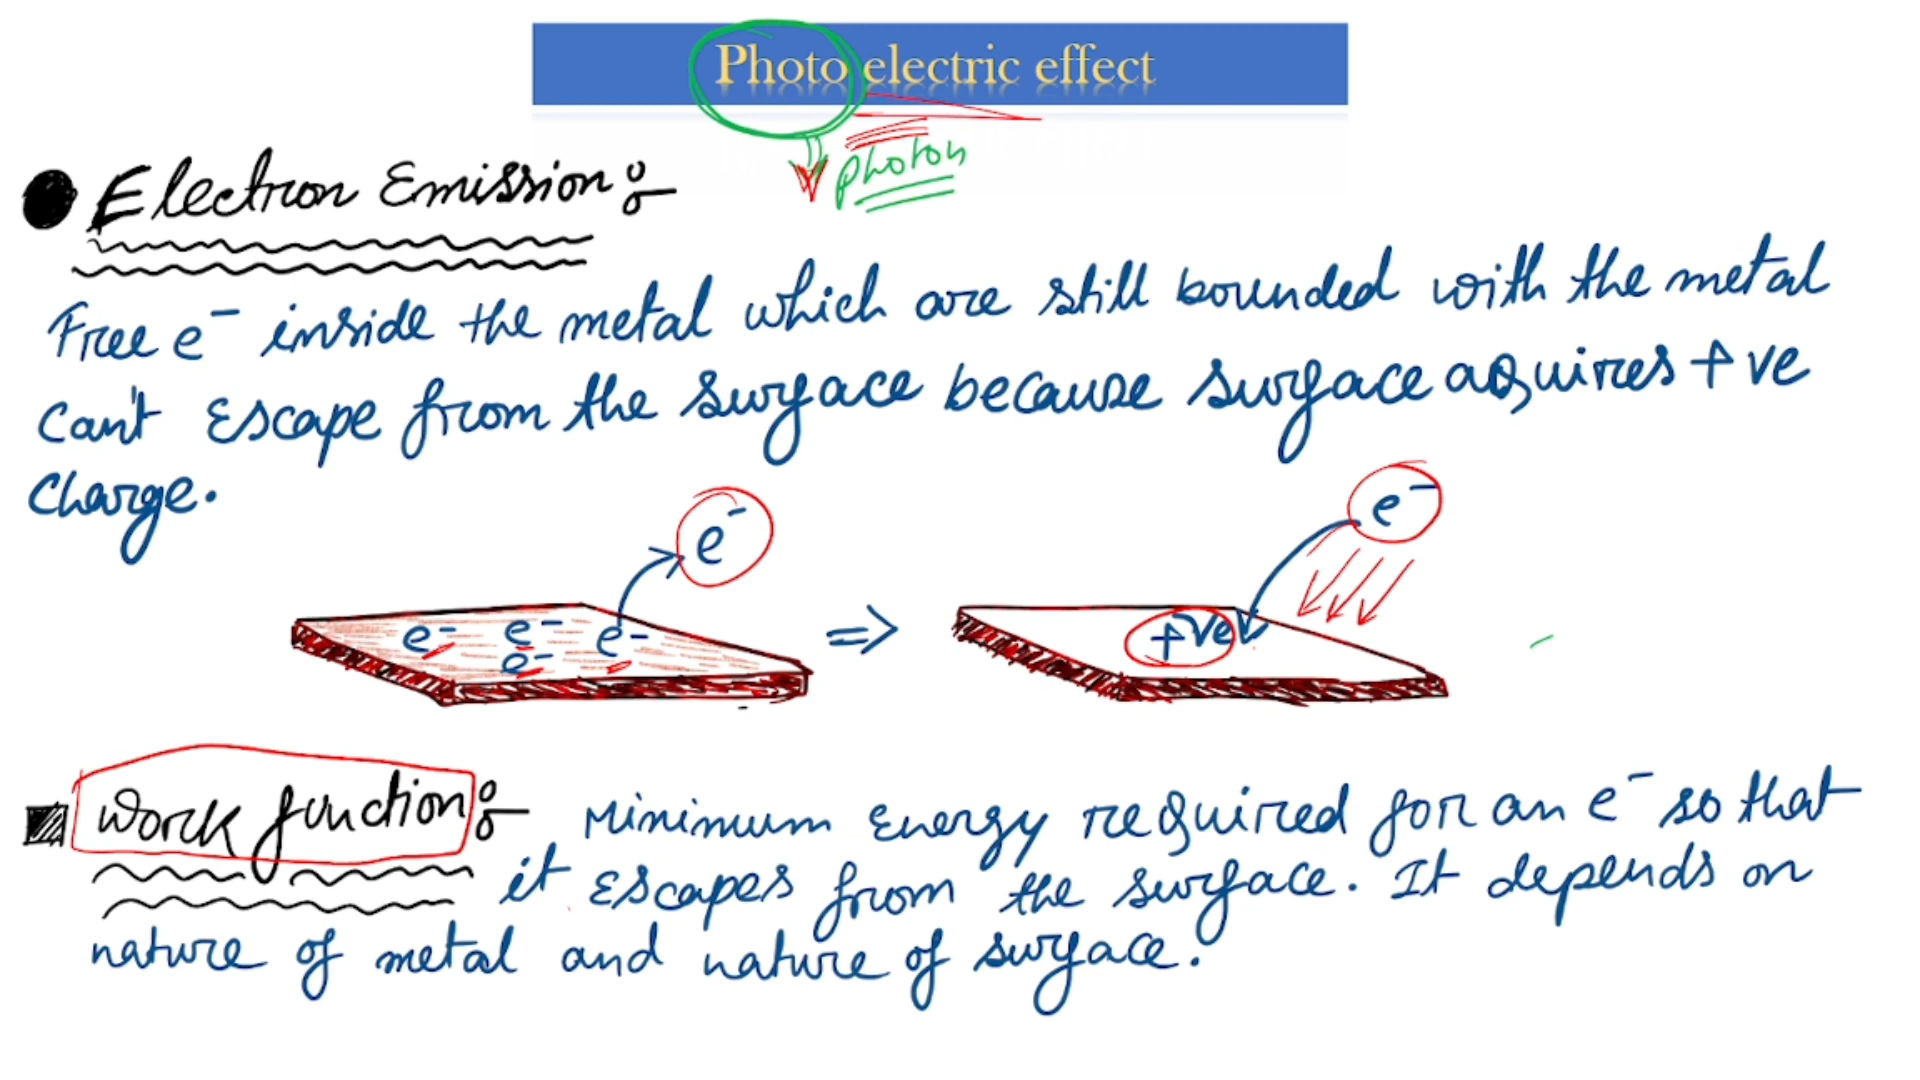 Photo electric effect
photon
Electron Emission:-
Free e⁻ inside the metal which are still bounded with the metal
can't Escape from the surface because surface aqquires +ve
charge.
e⁻
e⁻
e⁻ e⁻ e⁻
e⁻
=>
+ve
Work function:- Minimum Energy required for an e⁻ so that
it Escapes from the surface. It depends on
nature of metal and nature of surface.